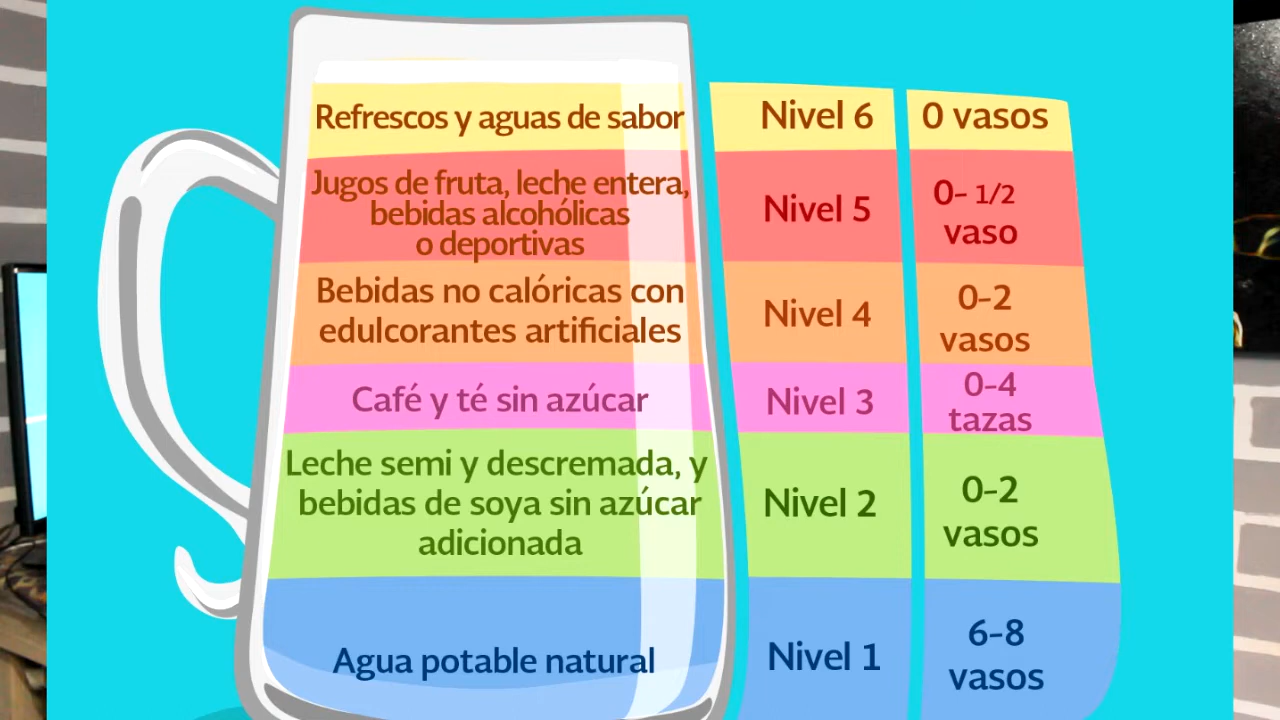 Refrescos y aguas de sabor
Nivel 6
0 vasos
Jugos de fruta, leche entera,
bebidas alcohólicas
o deportivas
Nivel 5
0- 1/2
vaso
Bebidas no calóricas con
edulcorantes artificiales
Nivel 4
0-2
vasos
Café y té sin azúcar
Nivel 3
0-4
tazas
Leche semi y descremada, y
bebidas de soya sin azúcar
adicionada
Nivel 2
0-2
vasos
Agua potable natural
Nivel 1
6-8
vasos